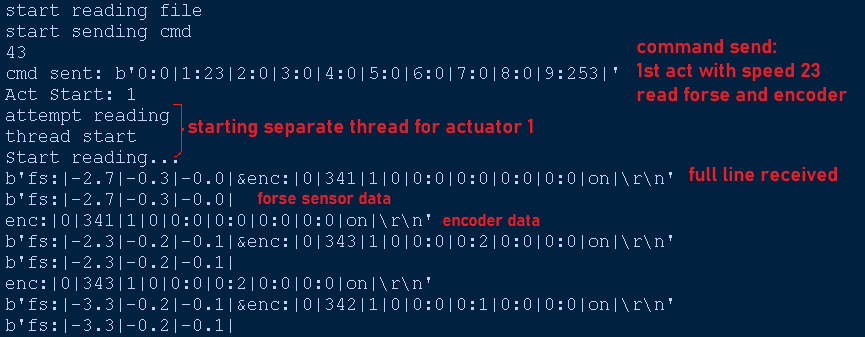 start reading file
start sending cmd
43
cmd sent: b'0:0|1:23|2:0|3:0|4:0|5:0|6:0|7:0|8:0|9:253|'
command send:
1st act with speed 23
read forse and encoder
Act Start: 1
attempt reading
thread start
Start reading...
starting separate thread for actuator 1
b'fs:|-2.7|-0.3|-0.0|&enc:|0|341|1|0|0:0|0:0|0:0|0:0|on|\r\n'
full line received
b'fs:|-2.7|-0.3|-0.0|
forse sensor data
enc:|0|341|1|0|0:0|0:0|0:0|0:0|on|\r\n'
encoder data
b'fs:|-2.3|-0.2|-0.1|&enc:|0|343|1|0|0:0|0:2|0:0|0:0|on|\r\n'
b'fs:|-2.3|-0.2|-0.1|
enc:|0|343|1|0|0:0|0:2|0:0|0:0|on|\r\n'
b'fs:|-3.3|-0.2|-0.1|&enc:|0|342|1|0|0:0|0:1|0:0|0:0|on|\r\n'
b'fs:|-3.3|-0.2|-0.1|